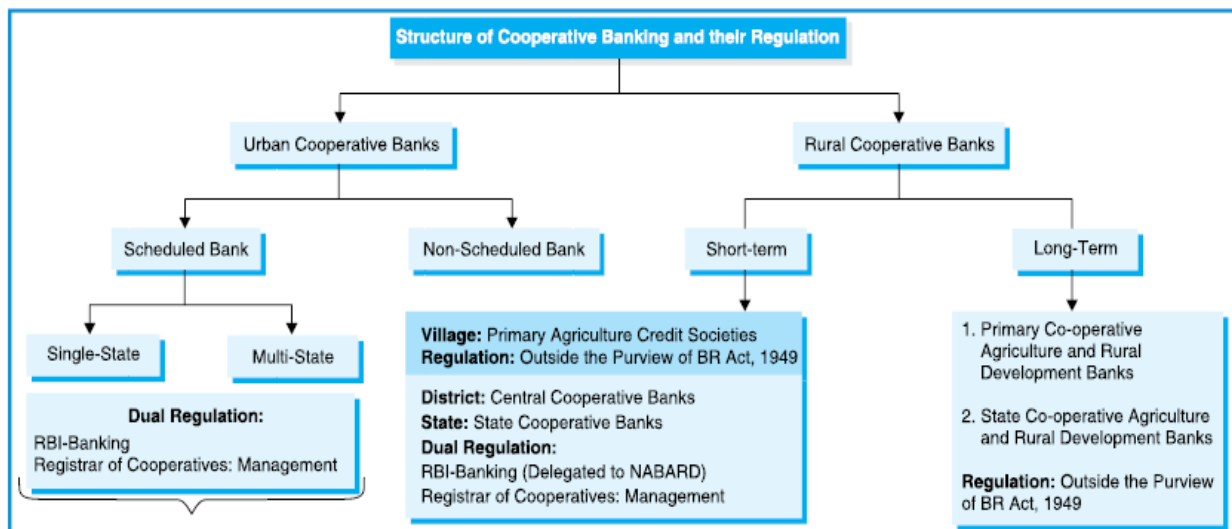 Structure of Cooperative Banking and their Regulation
Urban Cooperative Banks
Rural Cooperative Banks
Scheduled Bank
Non-Scheduled Bank
Short-term
Long-Term
Single-State
Multi-State
Dual Regulation:
RBI-Banking
Registrar of Cooperatives: Management
Village: Primary Agriculture Credit Societies
Regulation: Outside the Purview of BR Act, 1949
District: Central Cooperative Banks
State: State Cooperative Banks
Dual Regulation:
RBI-Banking (Delegated to NABARD)
Registrar of Cooperatives: Management
1. Primary Co-operative
Agriculture and Rural
Development Banks
2. State Co-operative Agriculture
and Rural Development Banks
Regulation: Outside the Purview
of BR Act, 1949